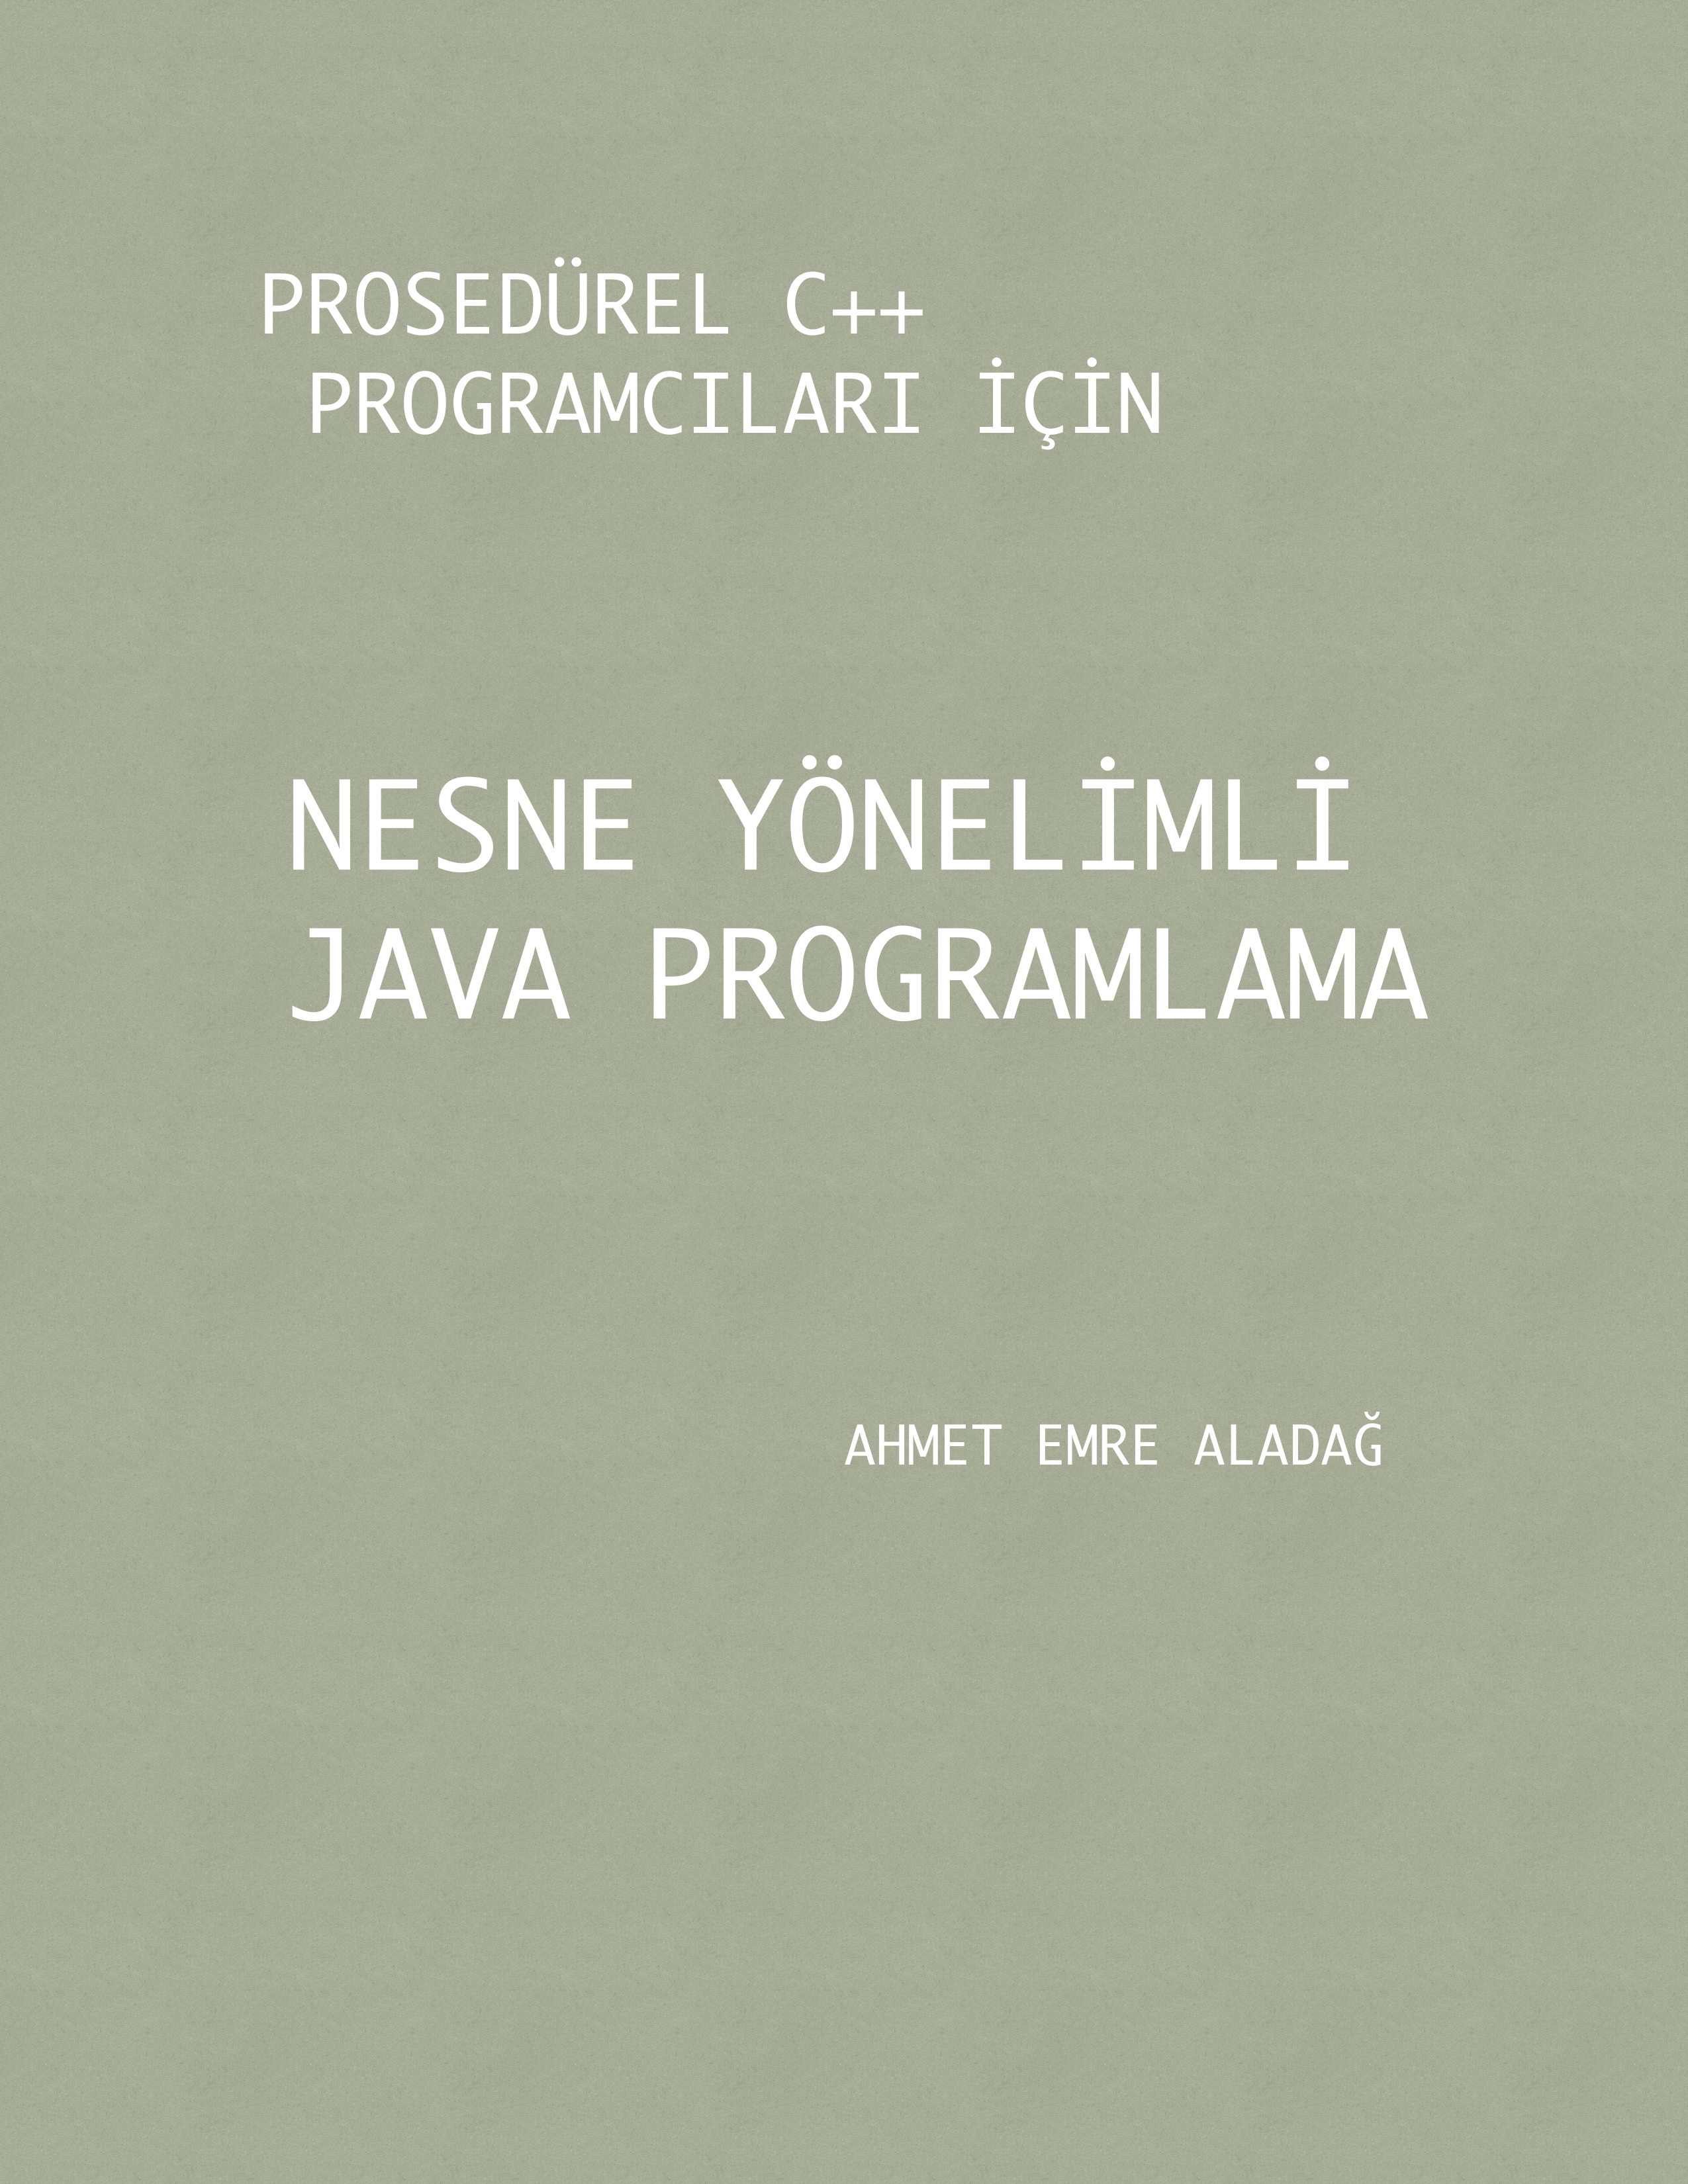 PROSEDÜREL C++
PROGRAMCILARI İÇİN
NESNE YÖNELİMLİ
JAVA PROGRAMLAMA
AHMET EMRE ALADAĞ